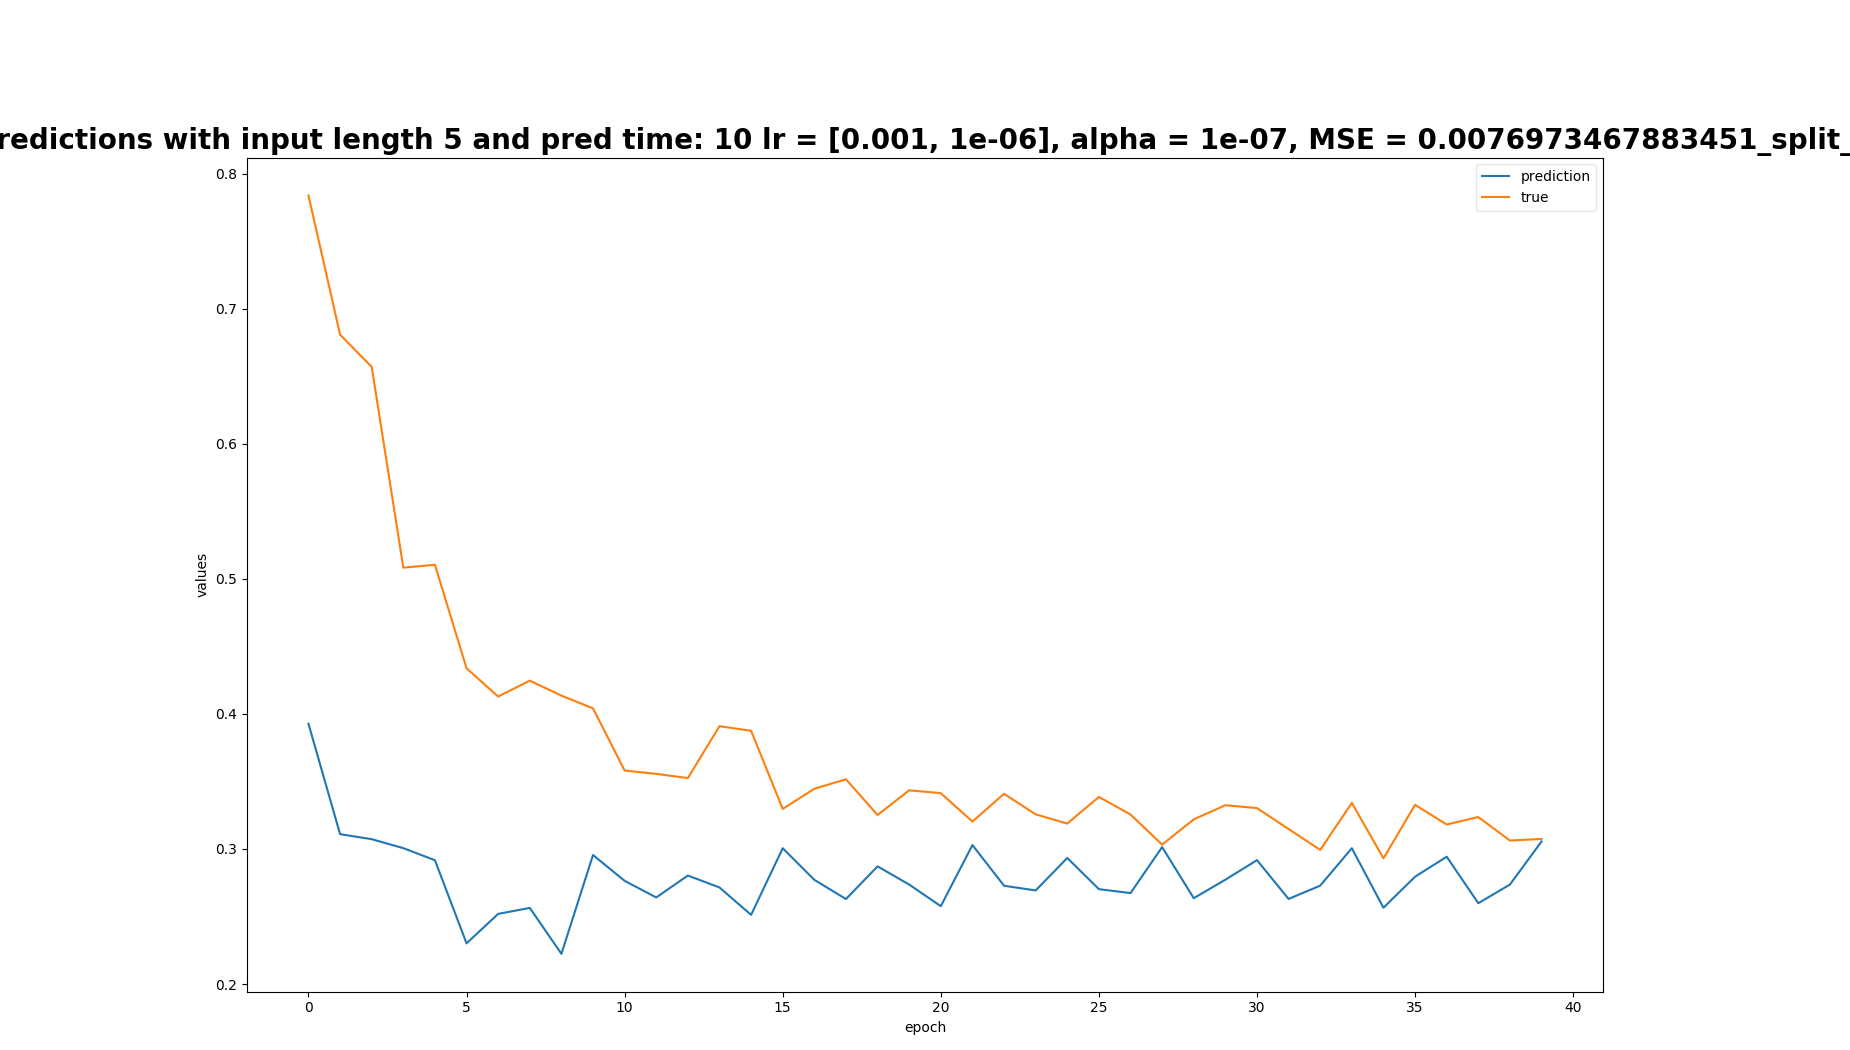 redictions with input length 5 and pred time: 10 lr = [0.001, 1e-06], alpha = 1e-07, MSE = 0.0076973467883451_split_
prediction
true
0.8
0.7
0.6
0.5
0.4
0.3
0.2
values
0 5 10 15 20 25 30 35 40
epoch